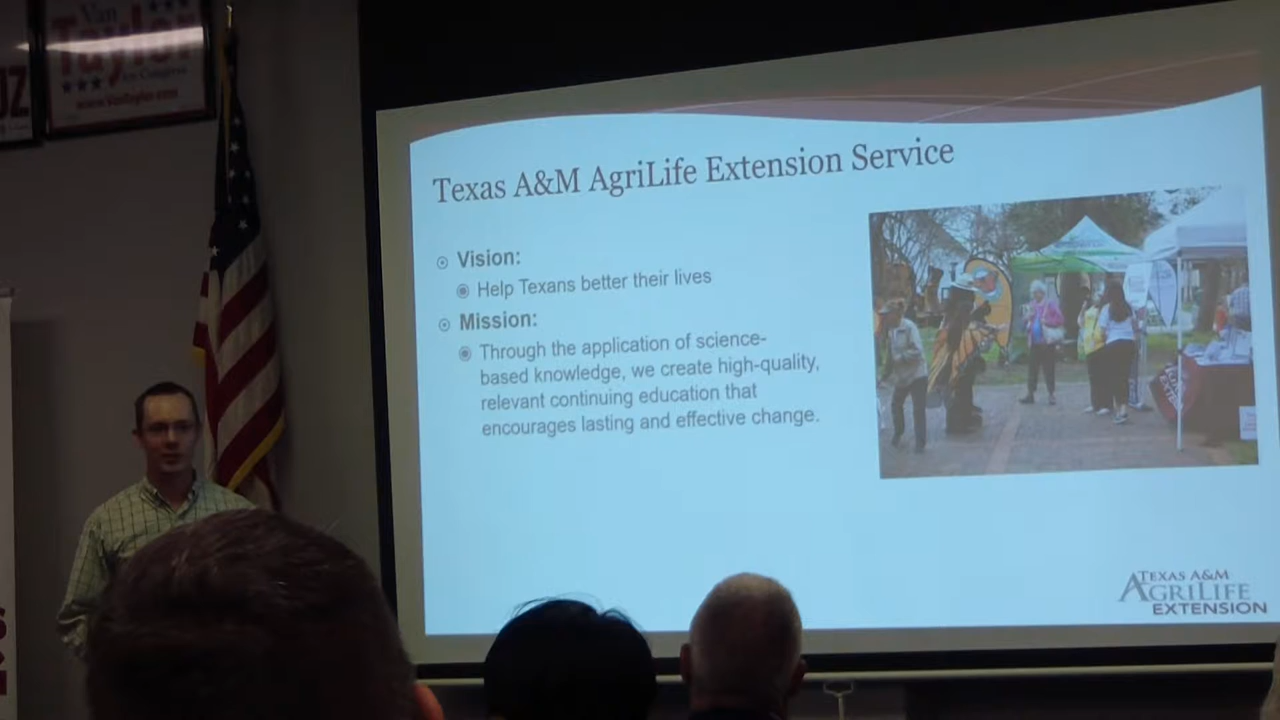 Van
Taylor
for Congress
www.VanTaylor.com
UZ
Texas A&M AgriLife Extension Service
Vision:
Help Texans better their lives
Mission:
Through the application of science-
based knowledge, we create high-quality,
relevant continuing education that
encourages lasting and effective change.
TEXAS A&M
AGRILIFE
EXTENSION